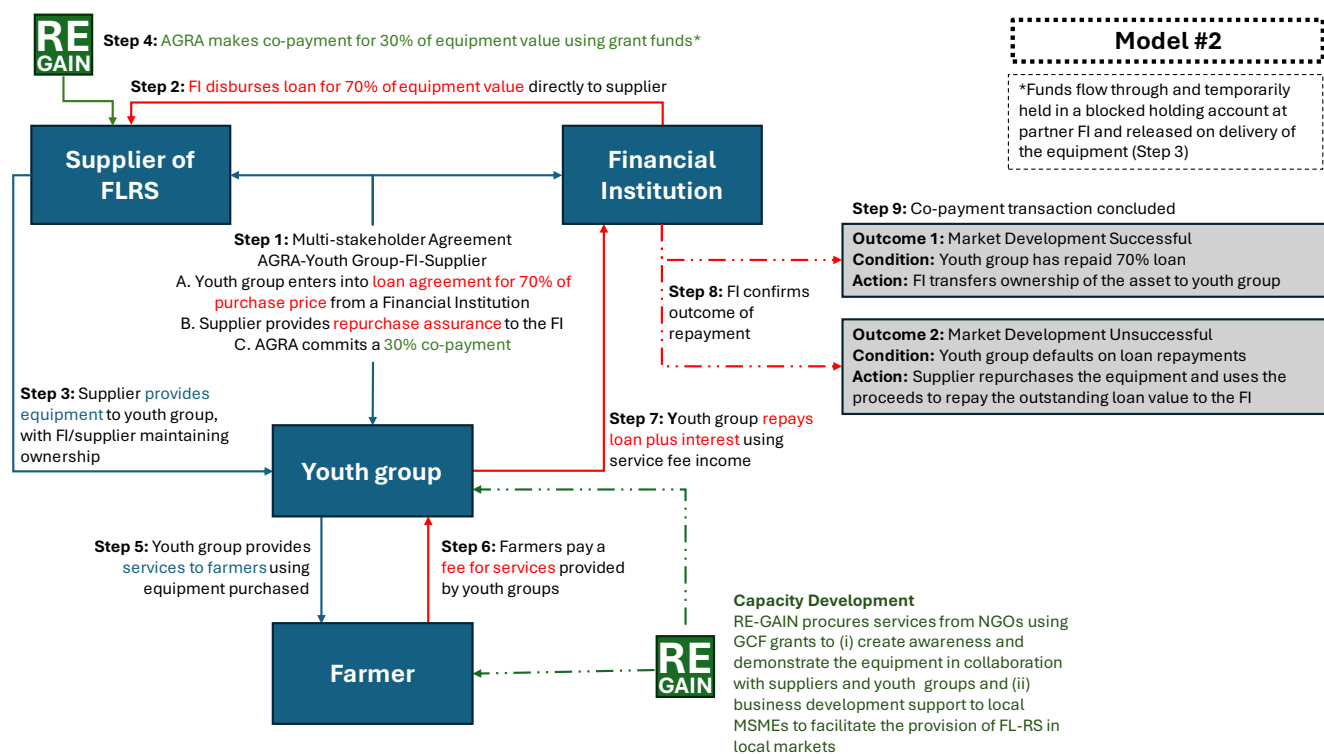 RE
GAIN
Step 4: AGRA makes co-payment for 30% of equipment value using grant funds*
Model #2
Step 2: FI disburses loan for 70% of equipment value directly to supplier
*Funds flow through and temporarily
held in a blocked holding account at
partner FI and released on delivery of
the equipment (Step 3)
Supplier of
FLRS
Financial
Institution
Step 1: Multi-stakeholder Agreement
AGRA-Youth Group-FI-Supplier
A. Youth group enters into loan agreement for 70% of
purchase price from a Financial Institution
B. Supplier provides repurchase assurance to the FI
C. AGRA commits a 30% co-payment
Step 9: Co-payment transaction concluded
Outcome 1: Market Development Successful
Condition: Youth group has repaid 70% loan
Action: FI transfers ownership of the asset to youth group
Step 8: FI confirms
outcome of
repayment
Outcome 2: Market Development Unsuccessful
Condition: Youth group defaults on loan repayments
Action: Supplier repurchases the equipment and uses the
proceeds to repay the outstanding loan value to the FI
Step 3: Supplier provides
equipment to youth group,
with FI/supplier maintaining
ownership
Step 7: Youth group repays
loan plus interest using
service fee income
Youth group
Step 5: Youth group provides
services to farmers using
equipment purchased
Step 6: Farmers pay a
fee for services provided
by youth groups
Farmer
RE
GAIN
Capacity Development
RE-GAIN procures services from NGOs using
GCF grants to (i) create awareness and
demonstrate the equipment in collaboration
with suppliers and youth groups and (ii)
business development support to local
MSMEs to facilitate the provision of FL-RS in
local markets